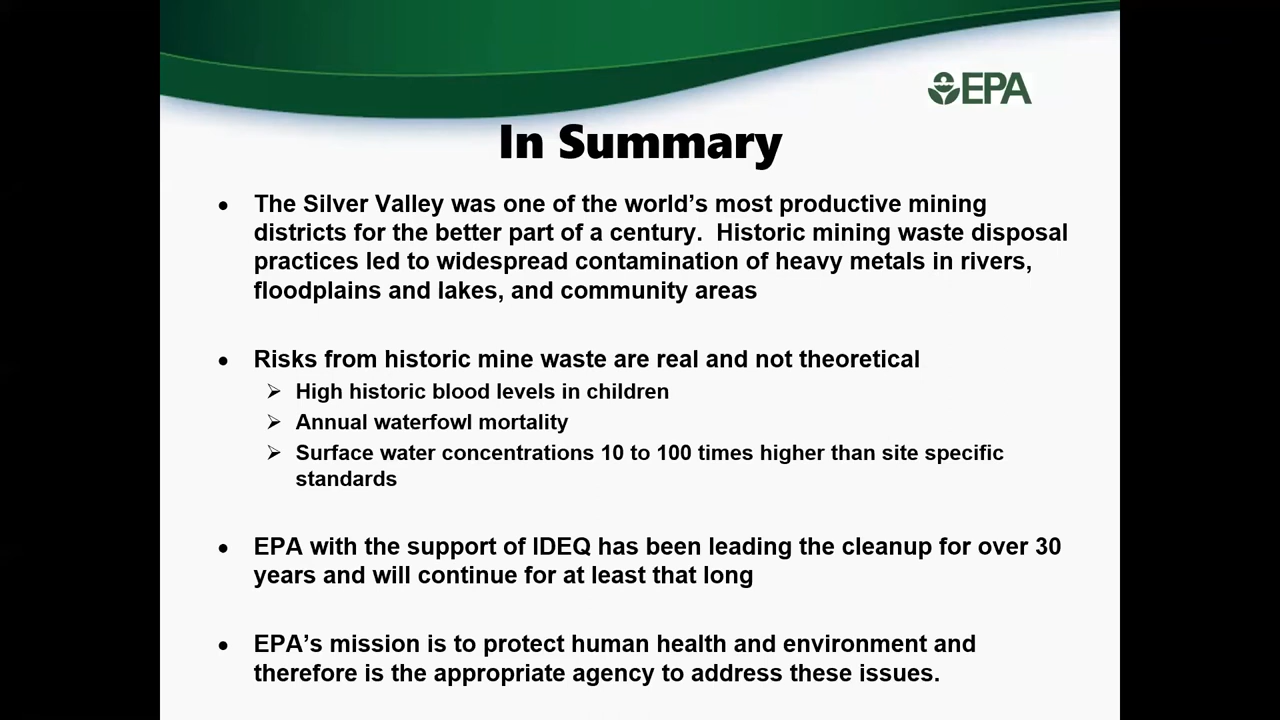 EPA
In Summary
• The Silver Valley was one of the world’s most productive mining
districts for the better part of a century.  Historic mining waste disposal
practices led to widespread contamination of heavy metals in rivers,
floodplains and lakes, and community areas
• Risks from historic mine waste are real and not theoretical
➢ High historic blood levels in children
➢ Annual waterfowl mortality
➢ Surface water concentrations 10 to 100 times higher than site specific
standards
• EPA with the support of IDEQ has been leading the cleanup for over 30
years and will continue for at least that long
• EPA’s mission is to protect human health and environment and
therefore is the appropriate agency to address these issues.